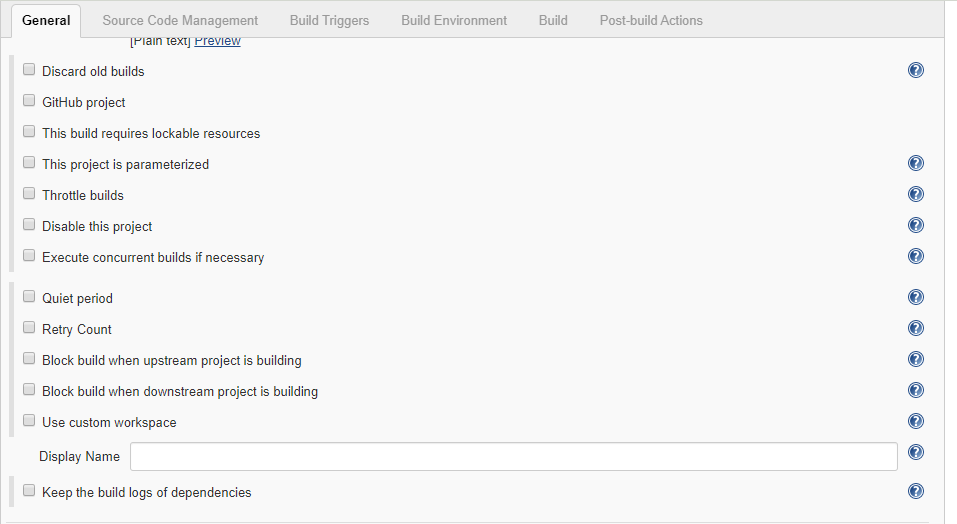 General Source Code Management Build Triggers Build Environment Build Post-build Actions
[Plain text] Preview
Discard old builds
GitHub project
This build requires lockable resources
This project is parameterized
Throttle builds
Disable this project
Execute concurrent builds if necessary
Quiet period
Retry Count
Block build when upstream project is building
Block build when downstream project is building
Use custom workspace
Display Name
Keep the build logs of dependencies